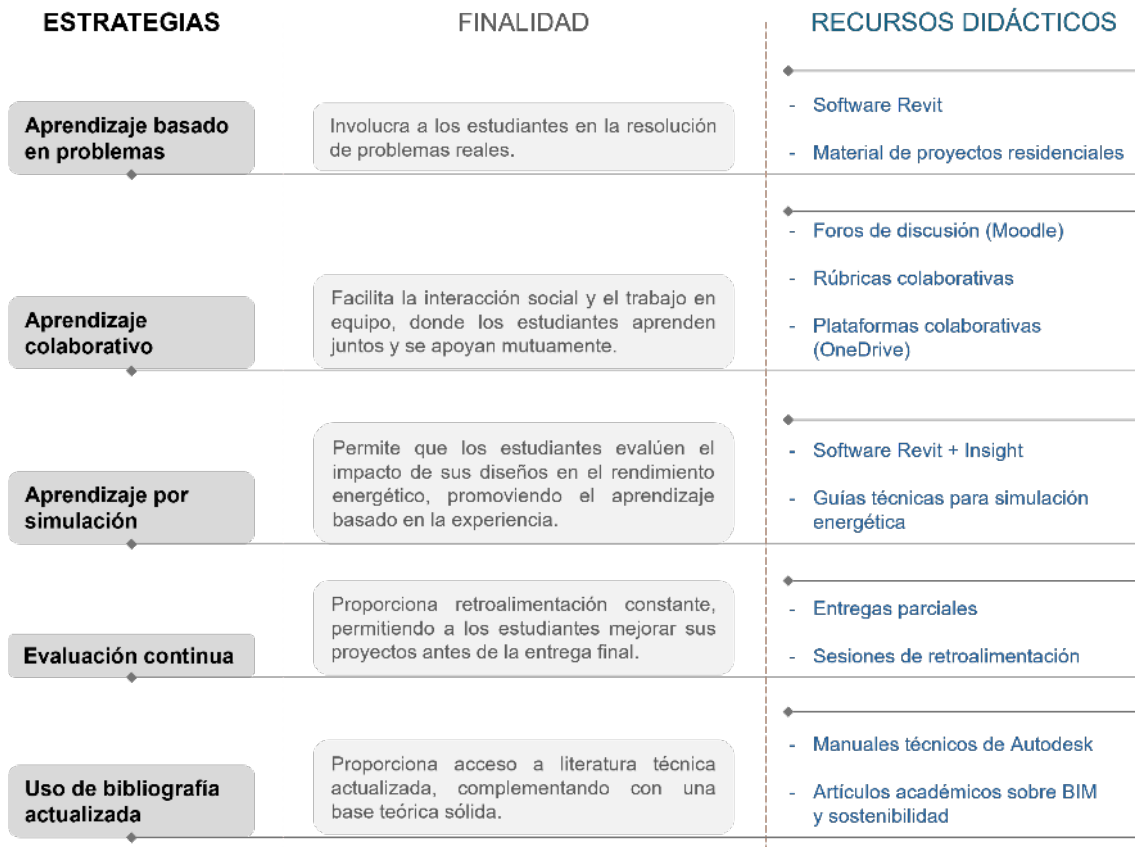 ESTRATEGIAS
FINALIDAD
RECURSOS DIDÁCTICOS
Aprendizaje basado
en problemas
Involucra a los estudiantes en la resolución
de problemas reales.
- Software Revit
- Material de proyectos residenciales
Aprendizaje
colaborativo
Facilita la interacción social y el trabajo en
equipo, donde los estudiantes aprenden
juntos y se apoyan mutuamente.
- Foros de discusión (Moodle)
- Rúbricas colaborativas
- Plataformas colaborativas
(OneDrive)
Aprendizaje por
simulación
Permite que los estudiantes evalúen el
impacto de sus diseños en el rendimiento
energético, promoviendo el aprendizaje
basado en la experiencia.
- Software Revit + Insight
- Guías técnicas para simulación
energética
Evaluación continua
Proporciona retroalimentación constante,
permitiendo a los estudiantes mejorar sus
proyectos antes de la entrega final.
- Entregas parciales
- Sesiones de retroalimentación
Uso de bibliografía
actualizada
Proporciona acceso a literatura técnica
actualizada, complementando con una
base teórica sólida.
- Manuales técnicos de Autodesk
- Artículos académicos sobre BIM
y sostenibilidad